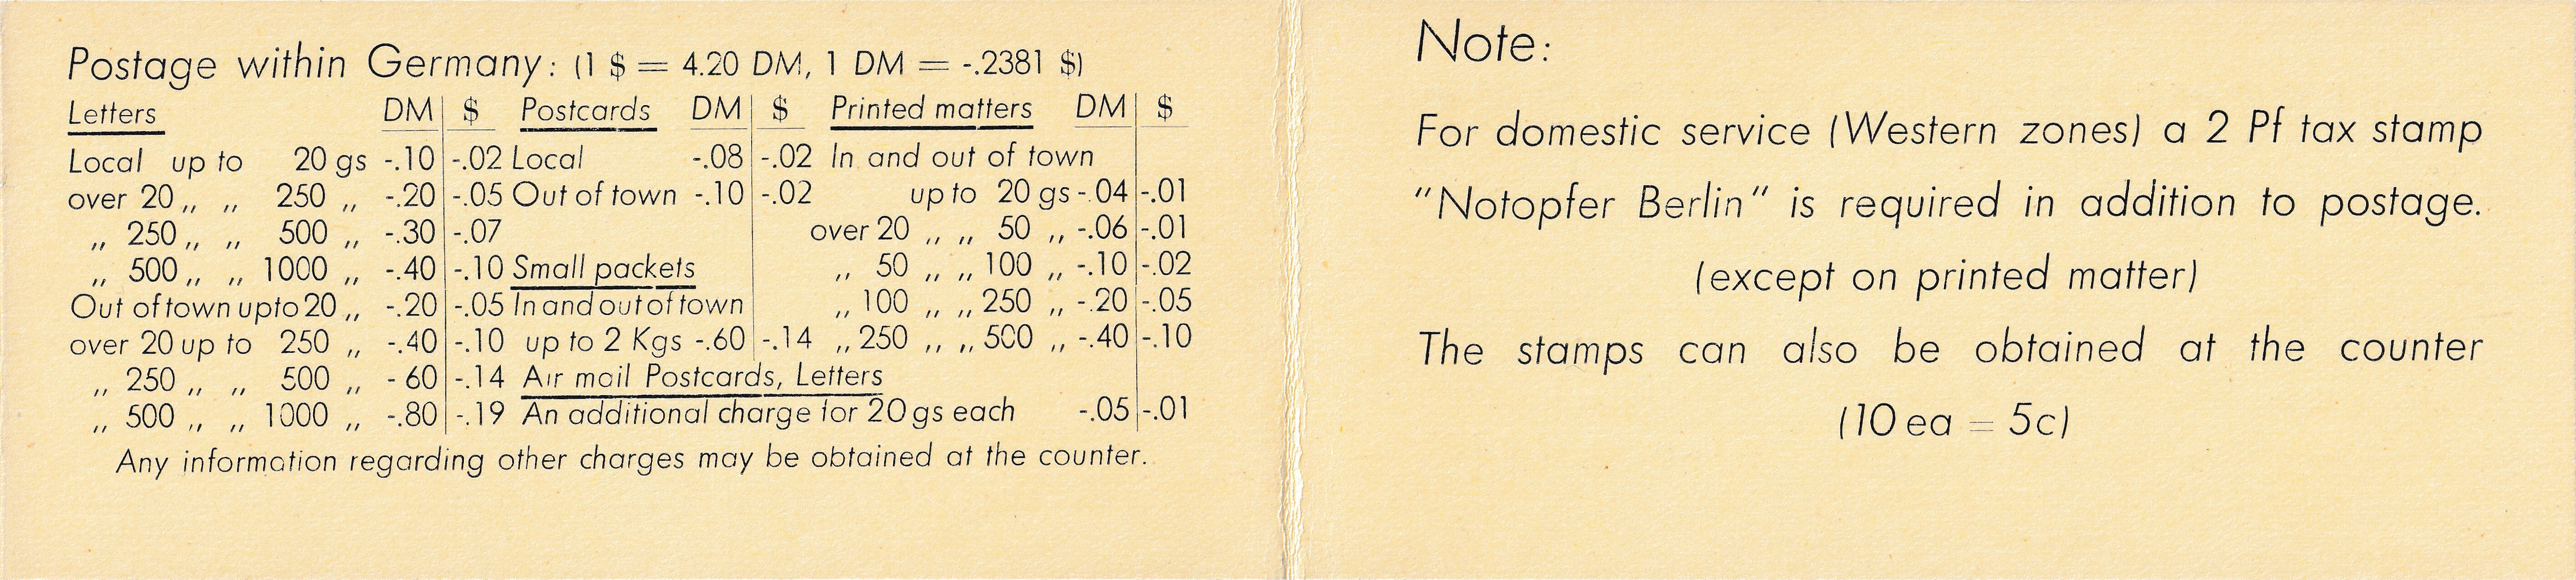 Postage within Germany: (1 $ = 4.20 DM, 1 DM = -.2381 $)
Letters DM $ Postcards DM $ Printed matters DM $
Local up to 20 gs -.10 -.02 Local -.08 -.02 In and out of town
over 20 „ „ 250 „ -.20 -.05 Out of town -.10 -.02 up to 20 gs -.04 -.01
„ 250 „ „ 500 „ -.30 -.07 over 20 „ „ 50 „ -.06 -.01
„ 500 „ „ 1000 „ -.40 -.10 Small packets „ 50 „ „ 100 „ -.10 -.02
Out of town up to 20 „ -.20 -.05 In and out of town „ 100 „ „ 250 „ -.20 -.05
over 20 up to 250 „ -.40 -.10 up to 2 Kgs -.60 -.14 „ 250 „ „ 500 „ -.40 -.10
„ 250 „ „ 500 „ - 60 -.14 Air mail Postcards, Letters
„ 500 „ „ 1000 „ -.80 -.19 An additional charge for 20 gs each -.05 -.01
Any information regarding other charges may be obtained at the counter.
Note:
For domestic service (Western zones) a 2 Pf tax stamp
“Notopfer Berlin” is required in addition to postage.
(except on printed matter)
The stamps can also be obtained at the counter
(10 ea = 5c)